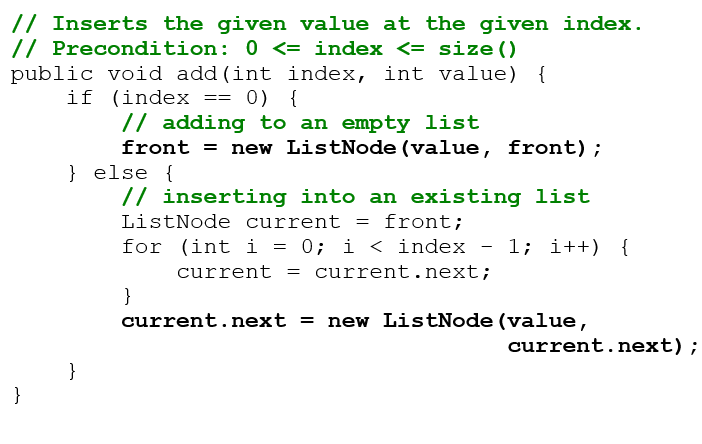 // Inserts the given value at the given index.
// Precondition: 0 <= index <= size()
public void add(int index, int value) {
    if (index == 0) {
        // adding to an empty list
        front = new ListNode(value, front);
    } else {
        // inserting into an existing list
        ListNode current = front;
        for (int i = 0; i < index - 1; i++) {
            current = current.next;
        }
        current.next = new ListNode(value,
                                    current.next);
    }
}